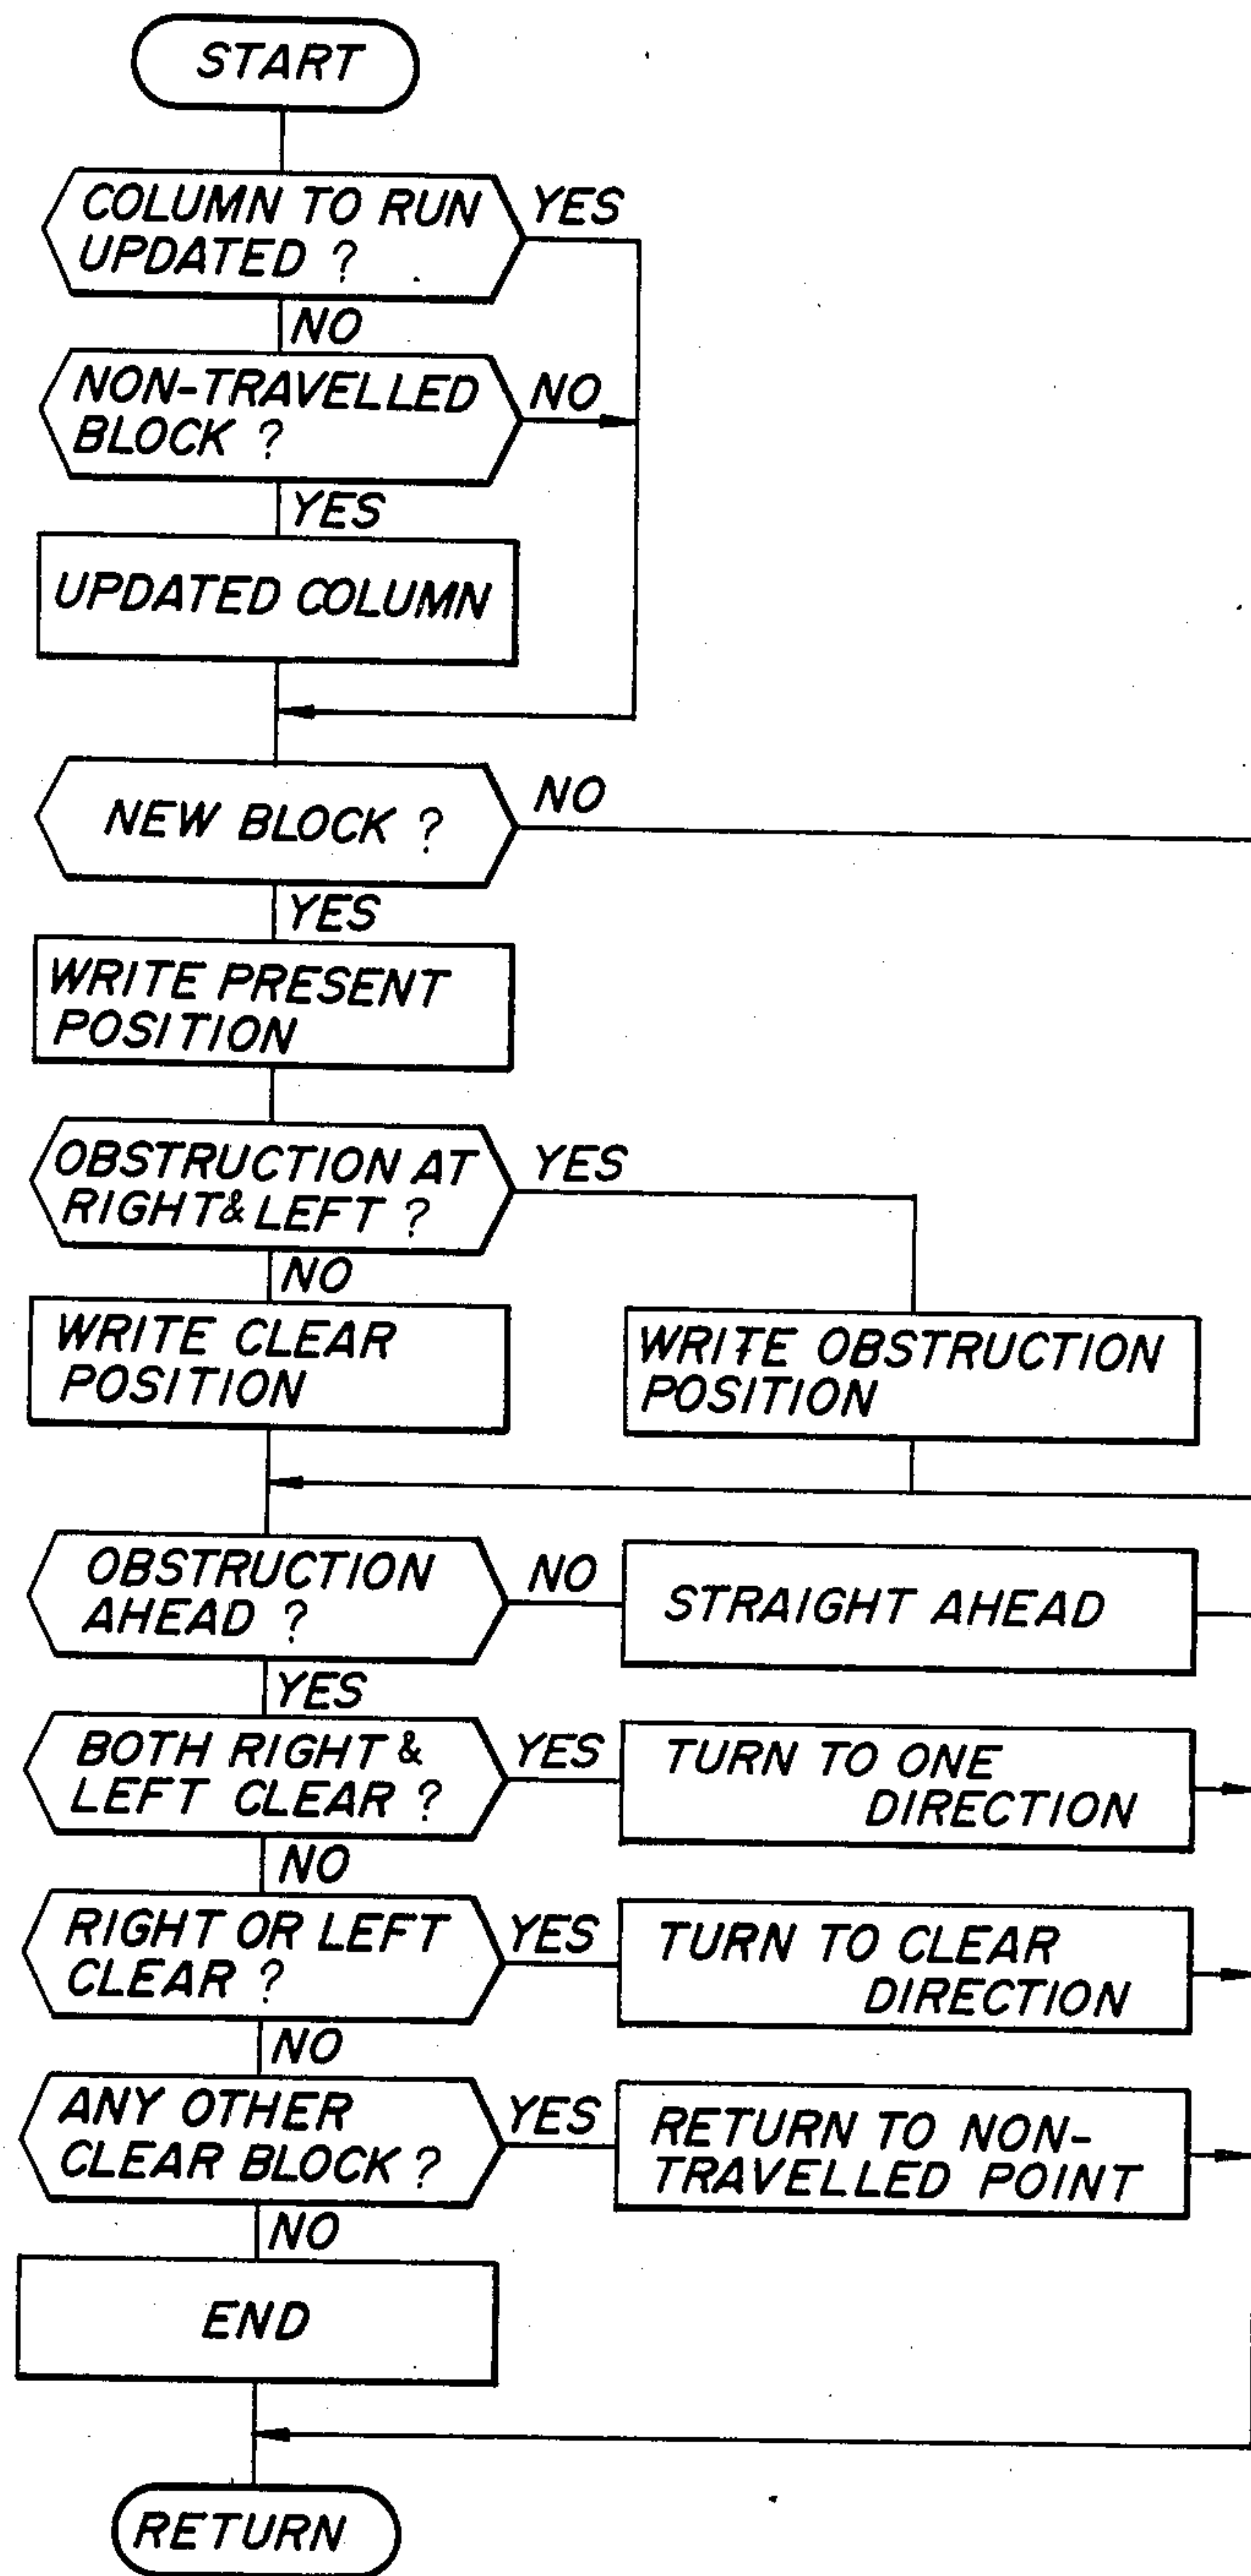 START
COLUMN TO RUN
UPDATED ?
YES
NO
NON-TRAVELLED
BLOCK ?
NO
YES
UPDATED COLUMN
NEW BLOCK ?
NO
YES
WRITE PRESENT
POSITION
OBSTRUCTION AT
RIGHT & LEFT ?
YES
NO
WRITE CLEAR
POSITION
WRITE OBSTRUCTION
POSITION
OBSTRUCTION
AHEAD ?
NO
STRAIGHT AHEAD
YES
BOTH RIGHT &
LEFT CLEAR ?
YES
TURN TO ONE
DIRECTION
NO
RIGHT OR LEFT
CLEAR ?
YES
TURN TO CLEAR
DIRECTION
NO
ANY OTHER
CLEAR BLOCK ?
YES
RETURN TO NON-
TRAVELLED POINT
NO
END
RETURN